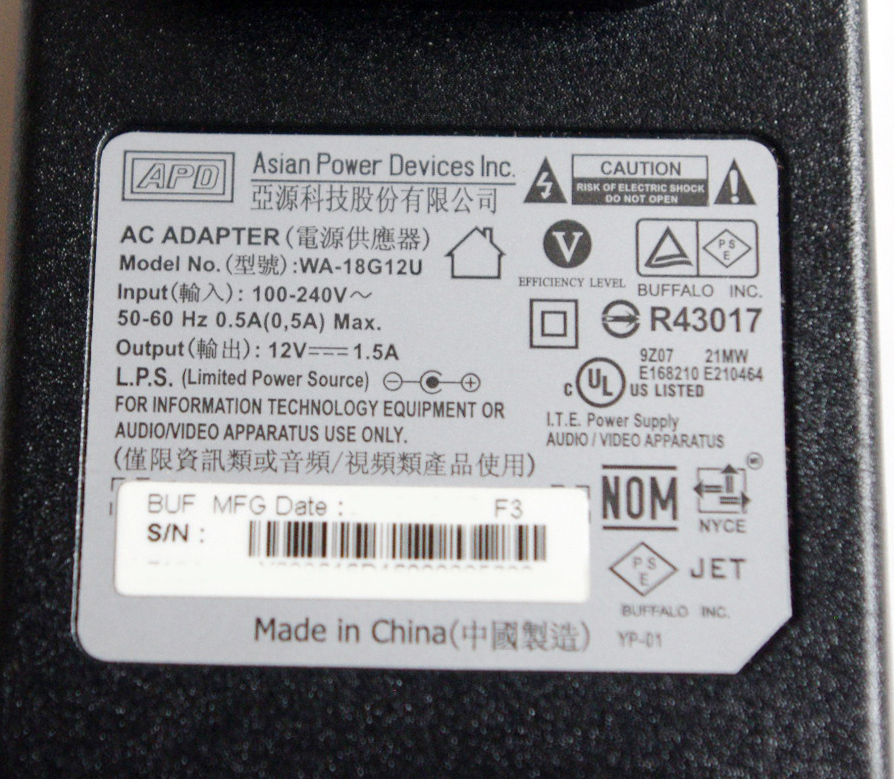 APD
Asian Power Devices Inc.
亞源科技股份有限公司
CAUTION
RISK OF ELECTRIC SHOCK
DO NOT OPEN
AC ADAPTER(電源供應器)
Model No.(型號):WA-18G12U
Input(輸入): 100-240V～
50-60 Hz 0.5A(0,5A) Max.
Output(輸出): 12V⎓1.5A
L.P.S. (Limited Power Source)
FOR INFORMATION TECHNOLOGY EQUIPMENT OR
AUDIO/VIDEO APPARATUS USE ONLY.
(僅限資訊類或音頻/視頻類產品使用)
V
EFFICIENCY LEVEL
PSE
BUFFALO INC.
R43017
9Z07 21MW
E168210 E210464
c UL US LISTED
I.T.E. Power Supply
AUDIO / VIDEO APPARATUS
NOM
NYCE
BUF MFG Date : F3
S/N :
PSE
JET
BUFFALO INC.
Made in China(中國製造)
YP-01